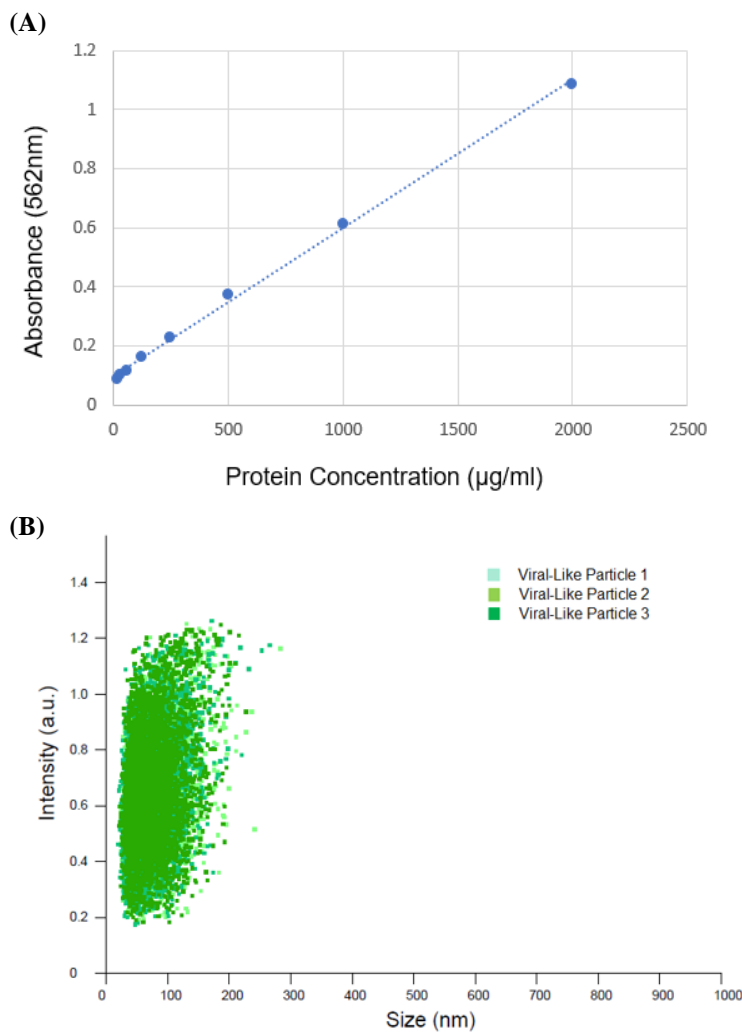 (A)
1.2
1
0.8
0.6
0.4
0.2
0
0 500 1000 1500 2000 2500
Absorbance (562nm)
Protein Concentration (µg/ml)
(B)
Viral-Like Particle 1
Viral-Like Particle 2
Viral-Like Particle 3
1.4
1.2
1.0
0.8
0.6
0.4
0.2
0
Intensity (a.u.)
0 100 200 300 400 500 600 700 800 900 1000
Size (nm)